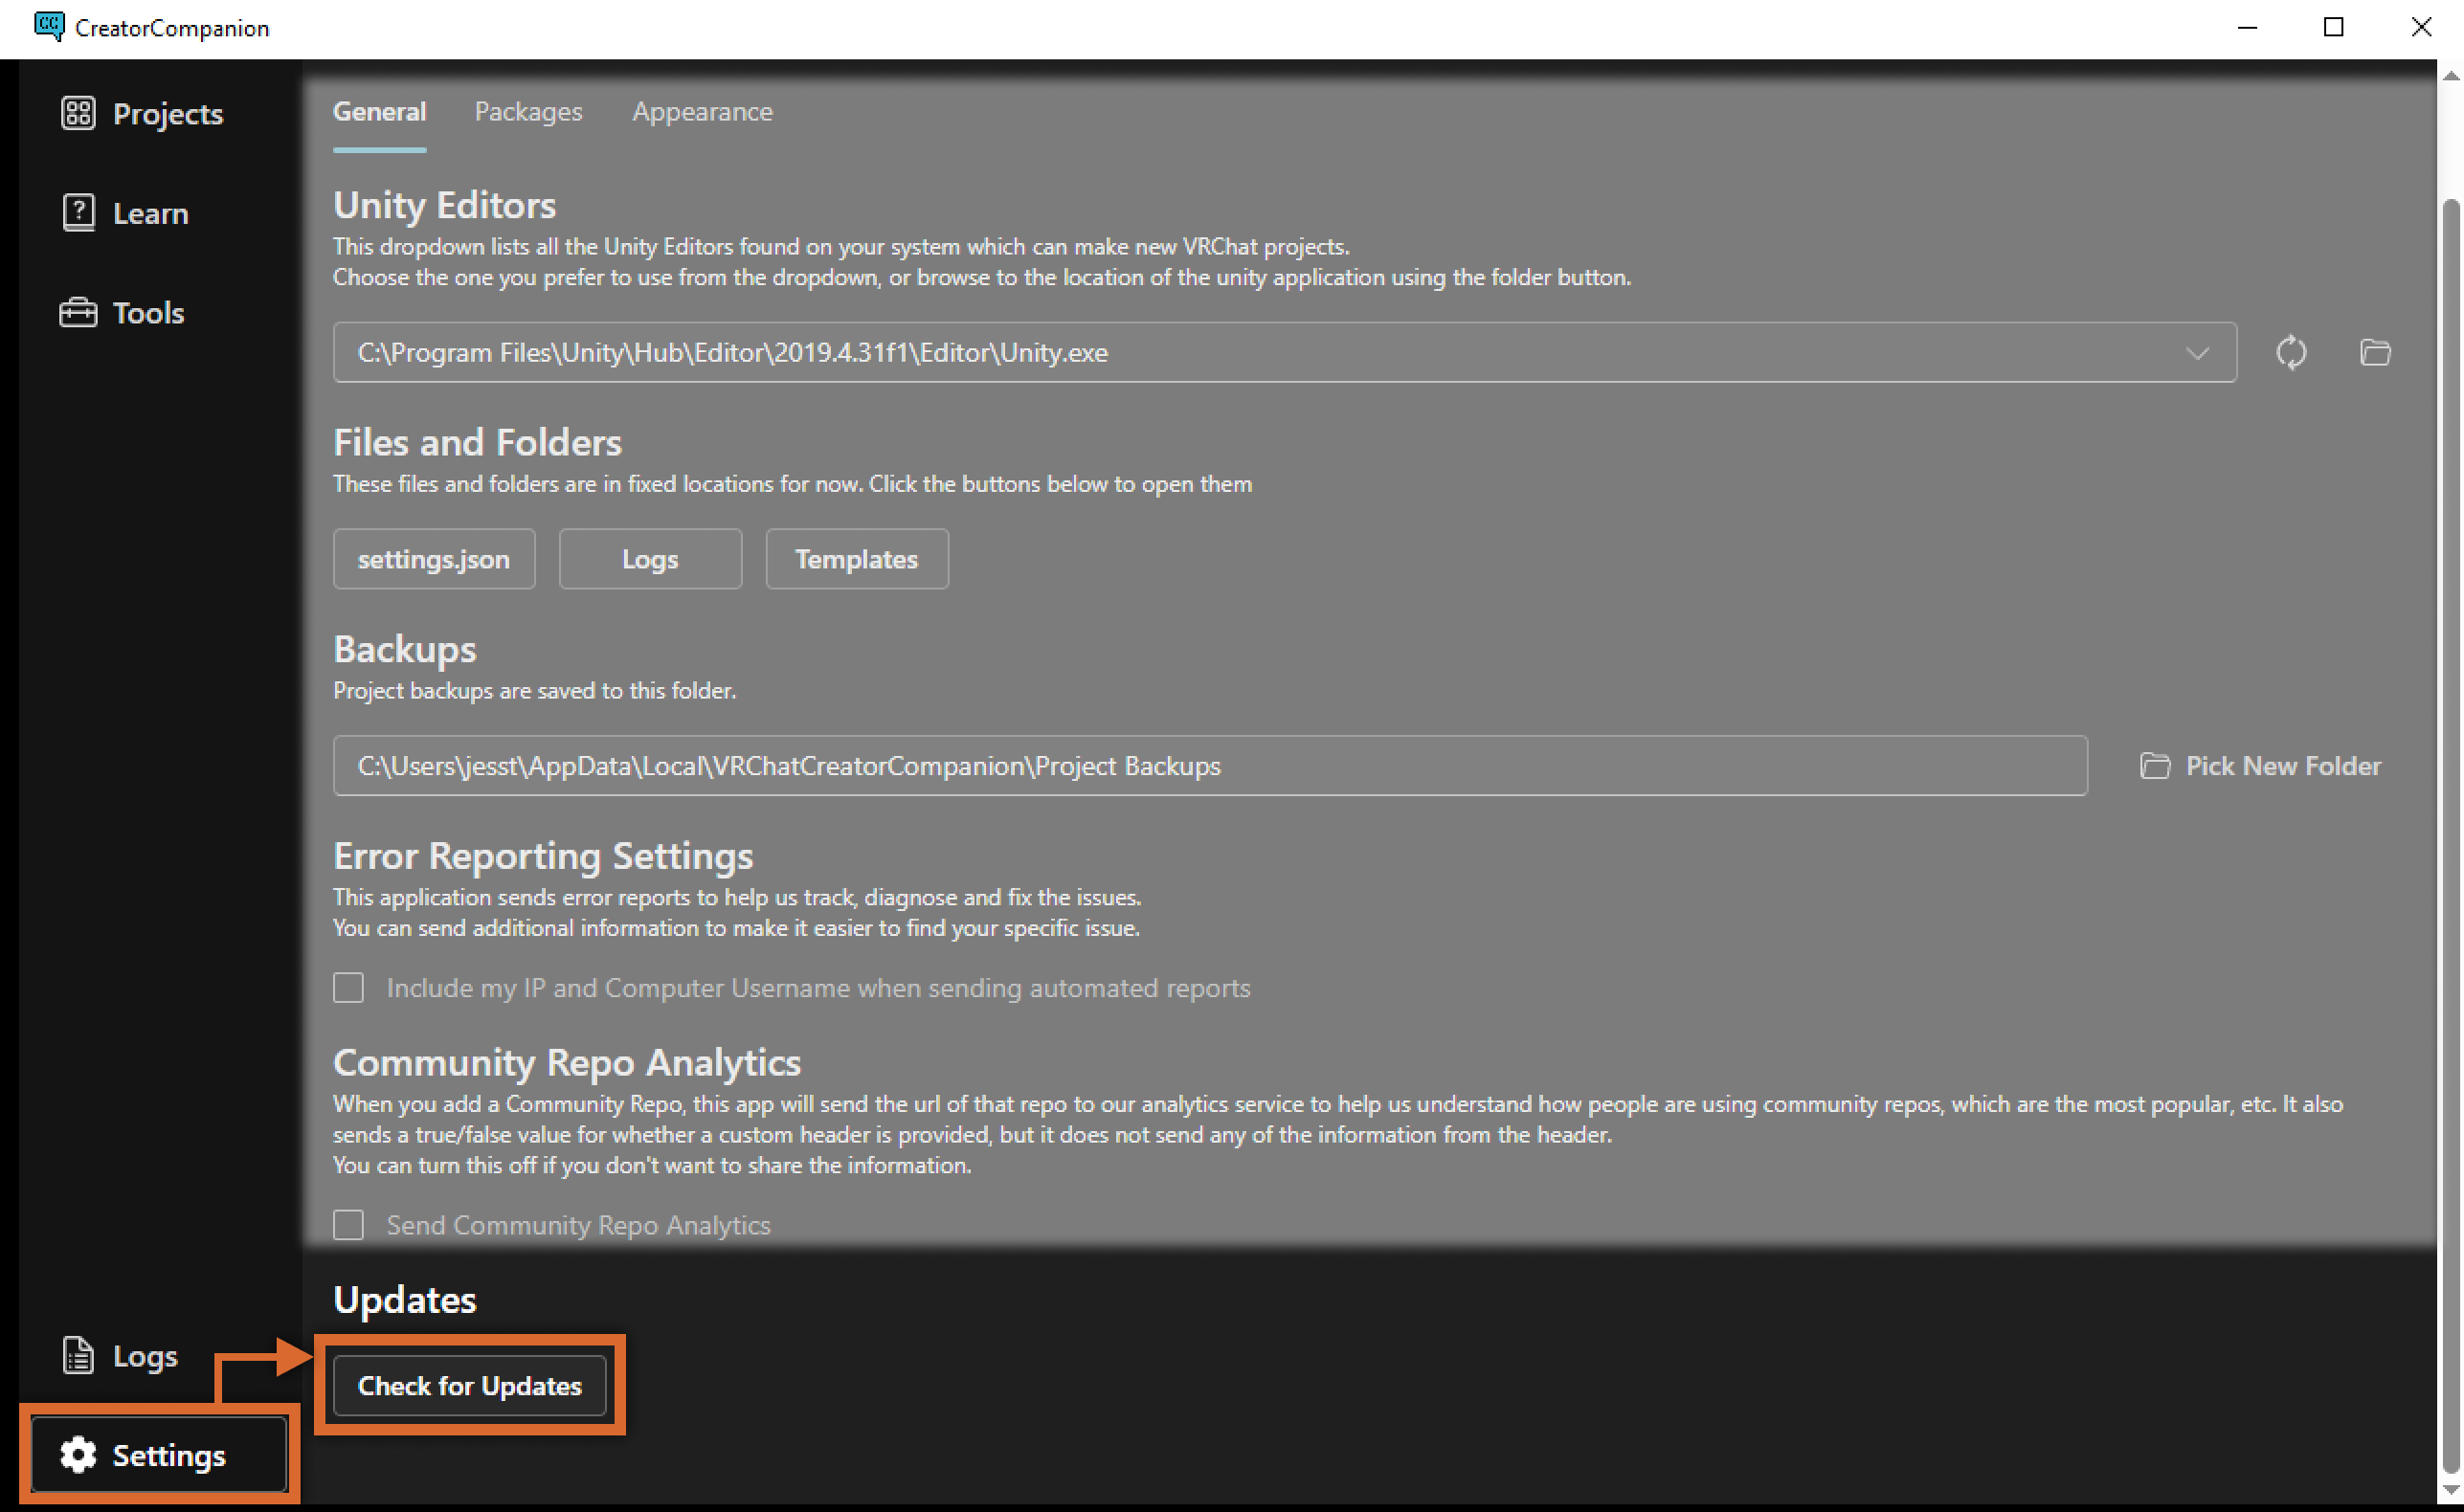 CC CreatorCompanion
Projects
Learn
Tools
Logs
Settings
General Packages Appearance
Unity Editors
This dropdown lists all the Unity Editors found on your system which can make new VRChat projects.
Choose the one you prefer to use from the dropdown, or browse to the location of the unity application using the folder button.
C:\Program Files\Unity\Hub\Editor\2019.4.31f1\Editor\Unity.exe
Files and Folders
These files and folders are in fixed locations for now. Click the buttons below to open them
settings.json Logs Templates
Backups
Project backups are saved to this folder.
C:\Users\jesst\AppData\Local\VRChatCreatorCompanion\Project Backups Pick New Folder
Error Reporting Settings
This application sends error reports to help us track, diagnose and fix the issues.
You can send additional information to make it easier to find your specific issue.
Include my IP and Computer Username when sending automated reports
Community Repo Analytics
When you add a Community Repo, this app will send the url of that repo to our analytics service to help us understand how people are using community repos, which are the most popular, etc. It also
sends a true/false value for whether a custom header is provided, but it does not send any of the information from the header.
You can turn this off if you don't want to share the information.
Send Community Repo Analytics
Updates
Check for Updates